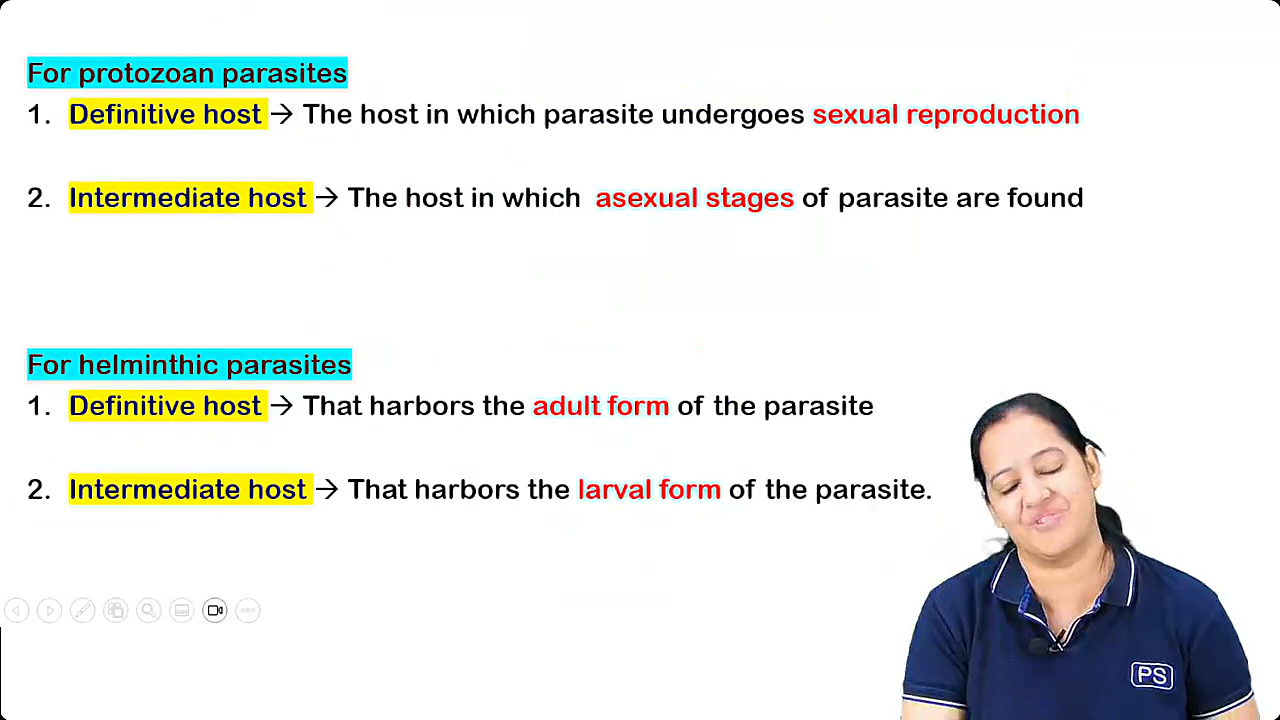 For protozoan parasites
1. Definitive host → The host in which parasite undergoes sexual reproduction
2. Intermediate host → The host in which asexual stages of parasite are found
For helminthic parasites
1. Definitive host → That harbors the adult form of the parasite
2. Intermediate host → That harbors the larval form of the parasite.
PS